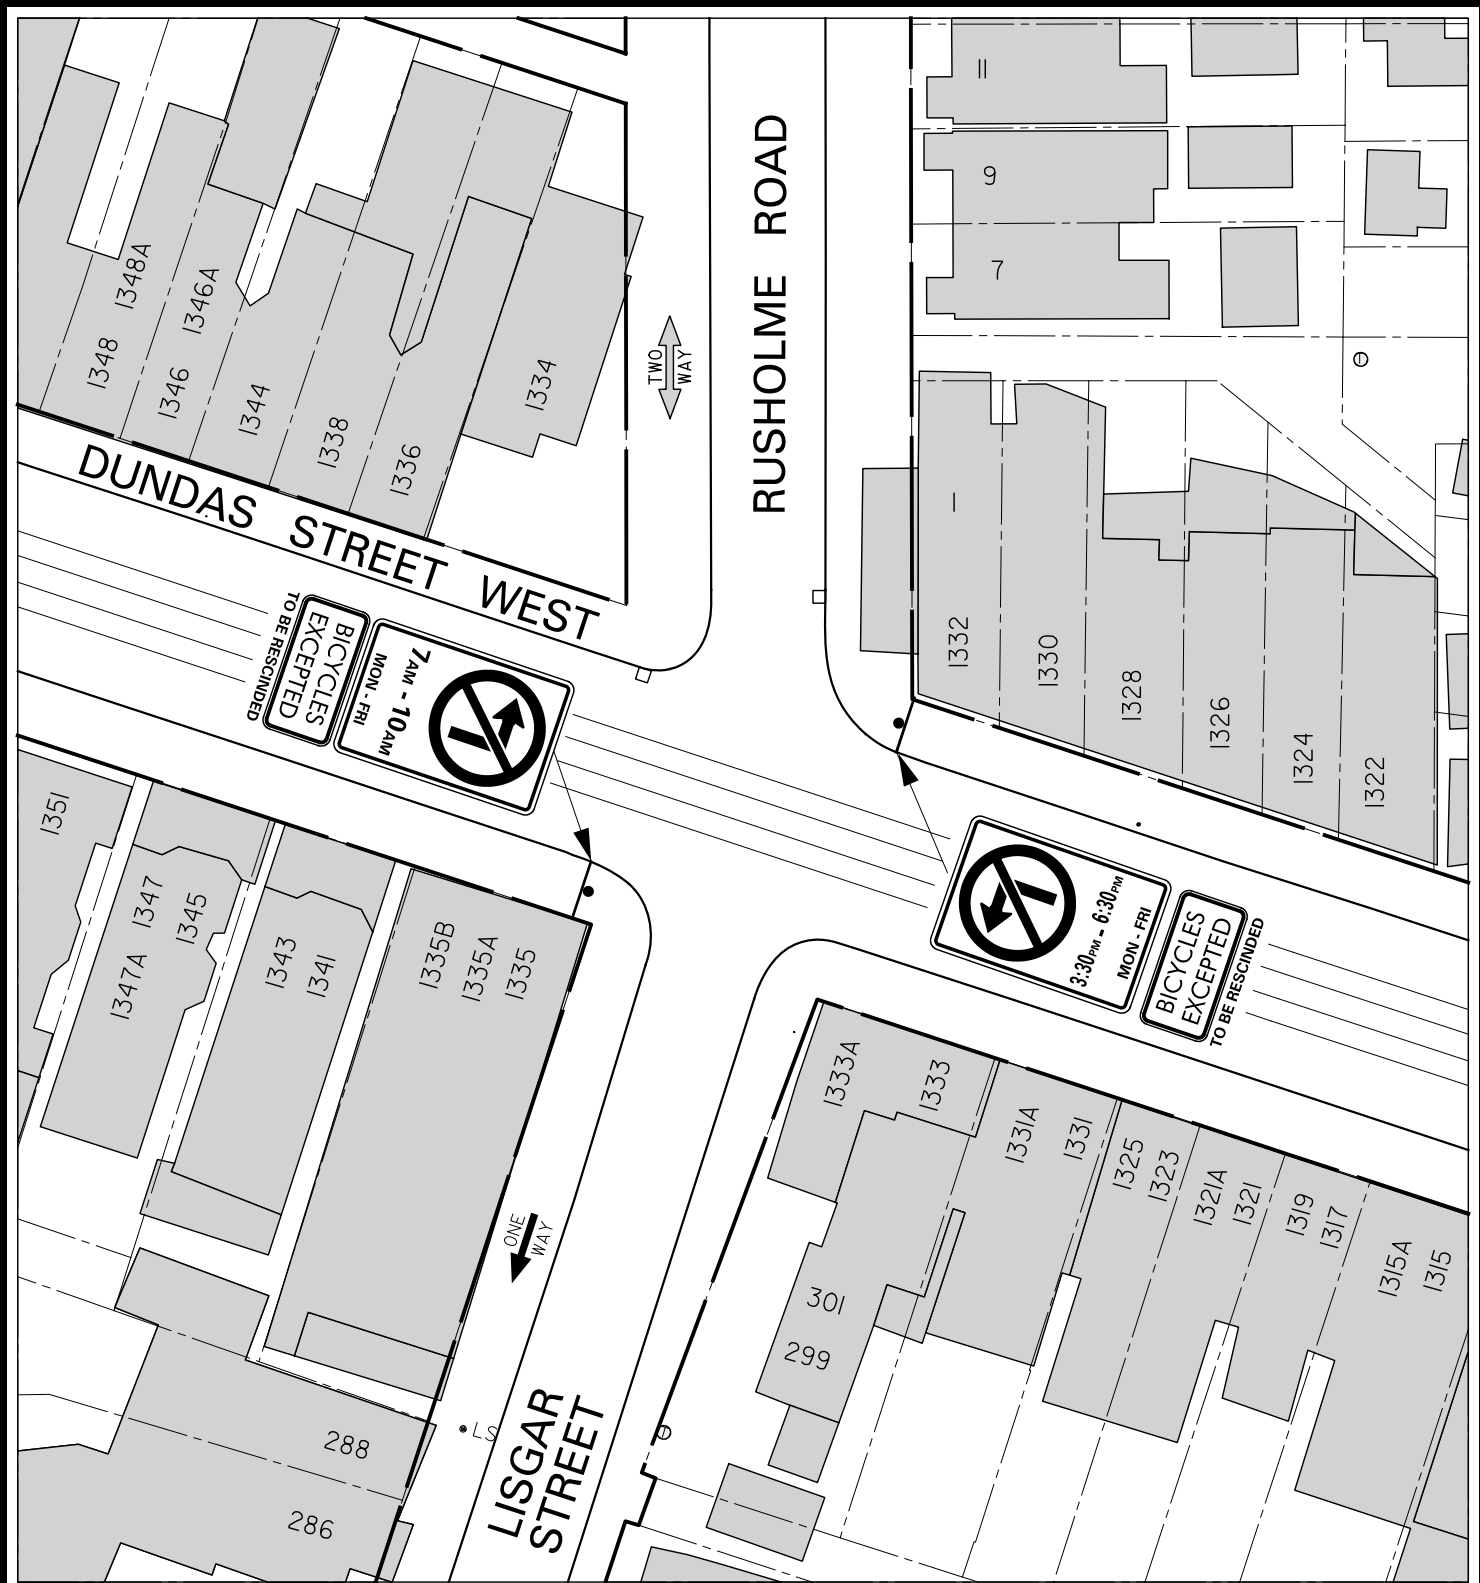 11
9
7
1348A
1346A
1348
1346
1344
1338
1336
1334
TWO
WAY
RUSHOLME ROAD
DUNDAS STREET WEST
1
1332
1330
1328
1326
1324
1322
7AM - 10AM
MON - FRI
BICYCLES
EXCEPTED
TO BE RESCINDED
3:30PM - 6:30PM
MON - FRI
BICYCLES
EXCEPTED
TO BE RESCINDED
1351
1347
1345
1347A
1343
1341
1335B
1335A
1335
1333A
1333
1331A
1331
1325
1323
1321A
1321
1319
1317
1315A
1315
ONE
WAY
301
299
288
286
LS
LISGAR
STREET